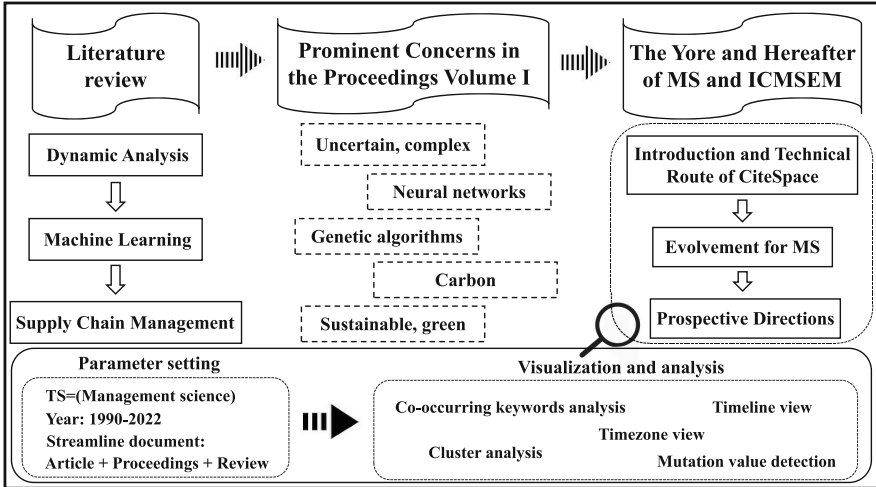 Literature
review
Prominent Concerns in
the Proceedings Volume I
The Yore and Hereafter
of MS and ICMSEM
Dynamic Analysis
Machine Learning
Supply Chain Management
Uncertain, complex
Neural networks
Genetic algorithms
Carbon
Sustainable, green
Introduction and Technical
Route of CiteSpace
Evolvement for MS
Prospective Directions
Parameter setting
TS=(Management science)
Year: 1990-2022
Streamline document:
Article + Proceedings + Review
Visualization and analysis
Co-occurring keywords analysis
Timeline view
Timezone view
Cluster analysis
Mutation value detection